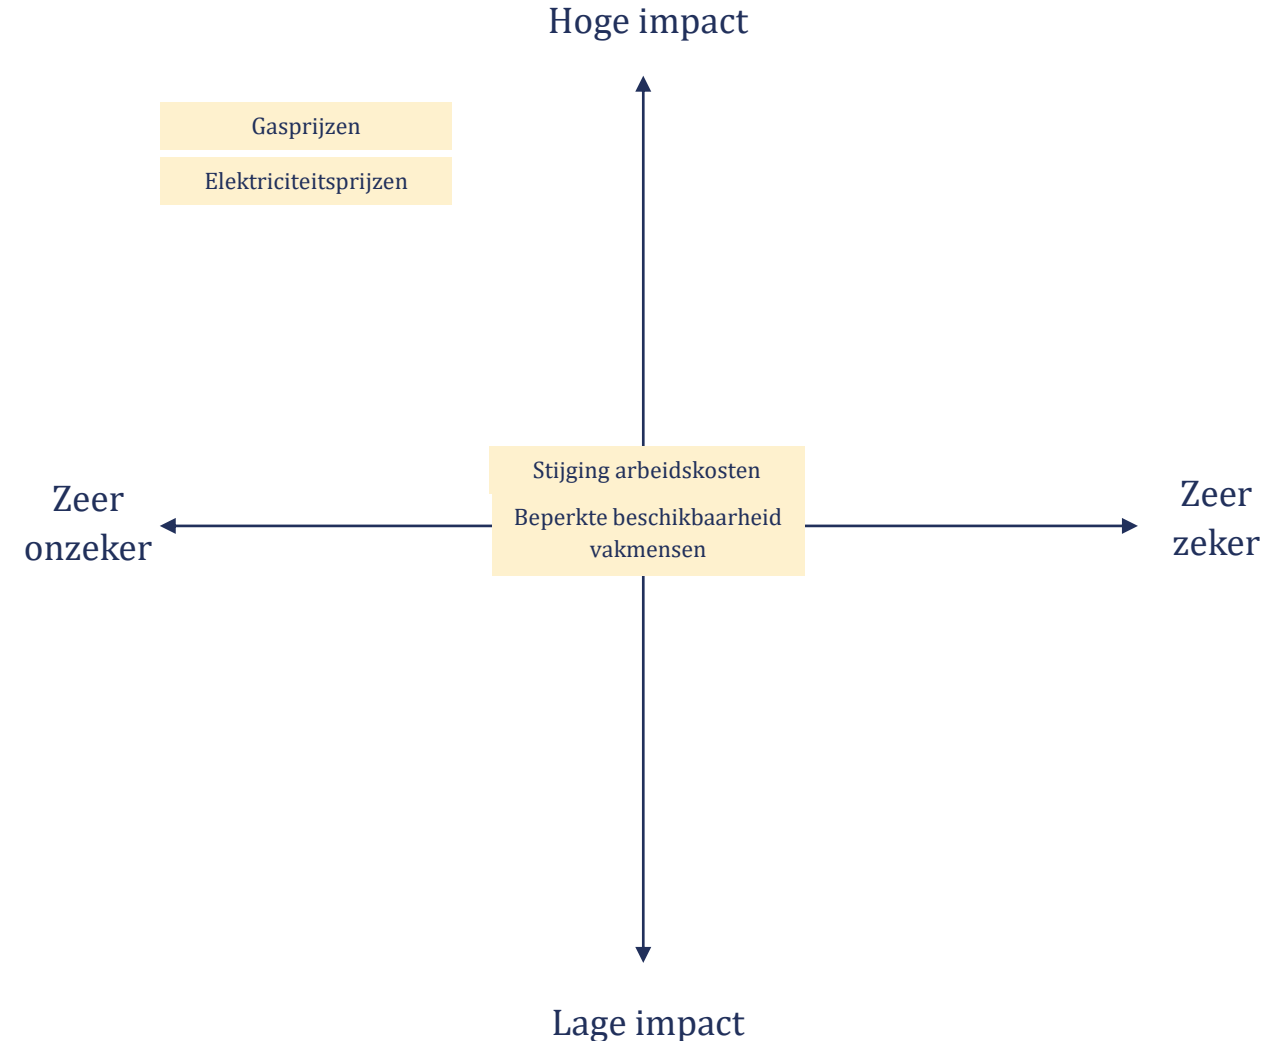 Hoge impact
Gasprijzen
Elektriciteitsprijzen
Stijging arbeidskosten
Zeer
onzeker
Beperkte beschikbaarheid
vakmensen
Zeer
zeker
Lage impact